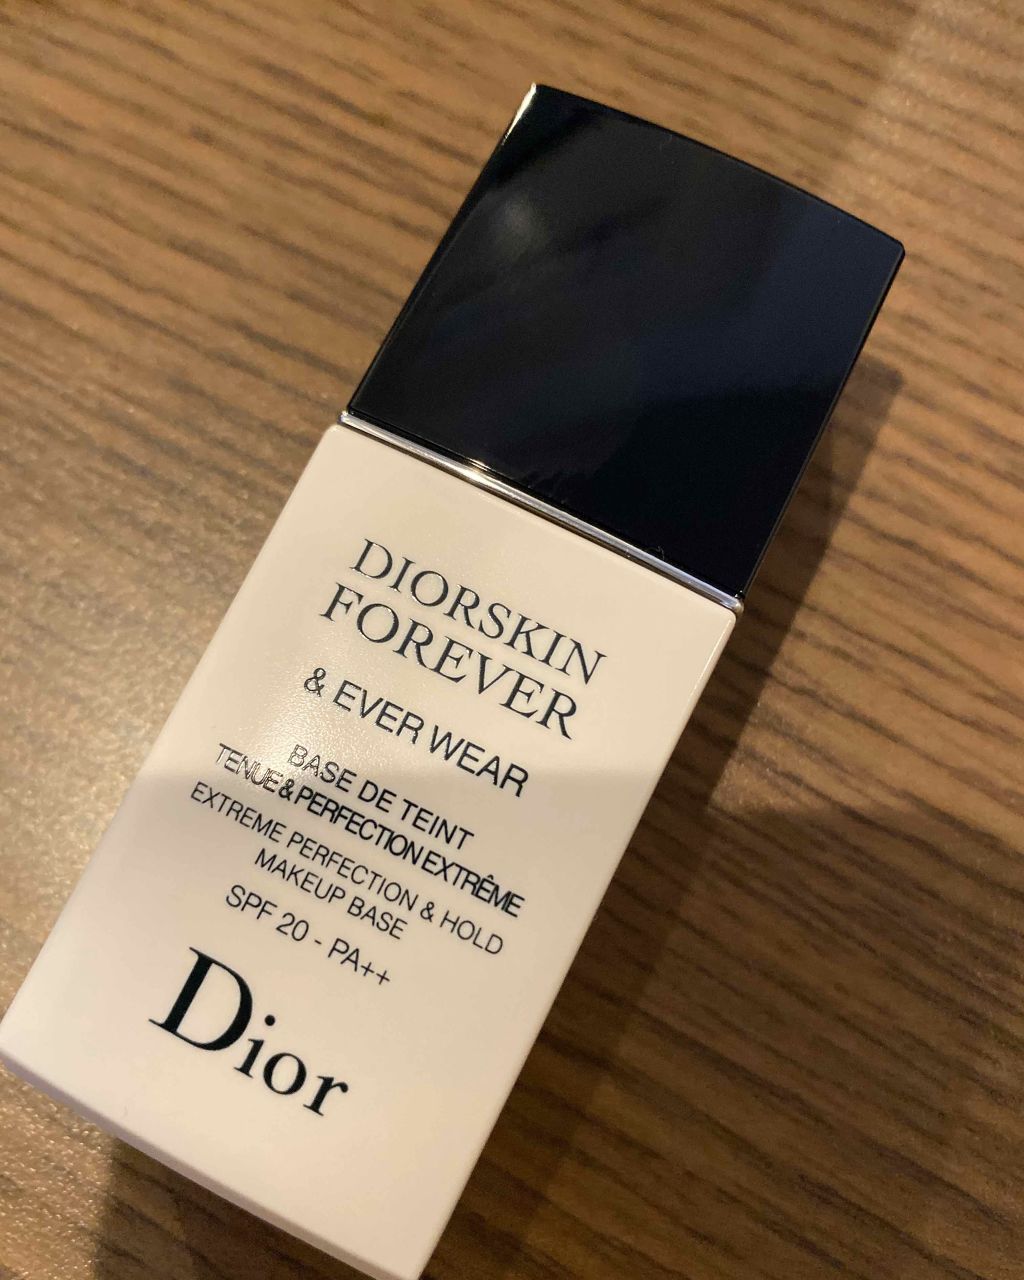 DIORSKIN
FOREVER
& EVER WEAR
BASE DE TEINT
TENUE & PERFECTION EXTRÊME
EXTREME PERFECTION & HOLD
MAKEUP BASE
SPF 20 - PA++
Dior